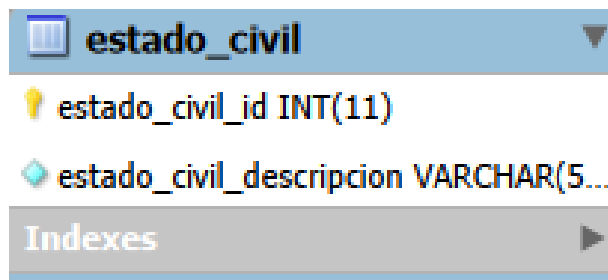 estado_civil
estado_civil_id INT(11)
estado_civil_descripcion VARCHAR(5...
Indexes